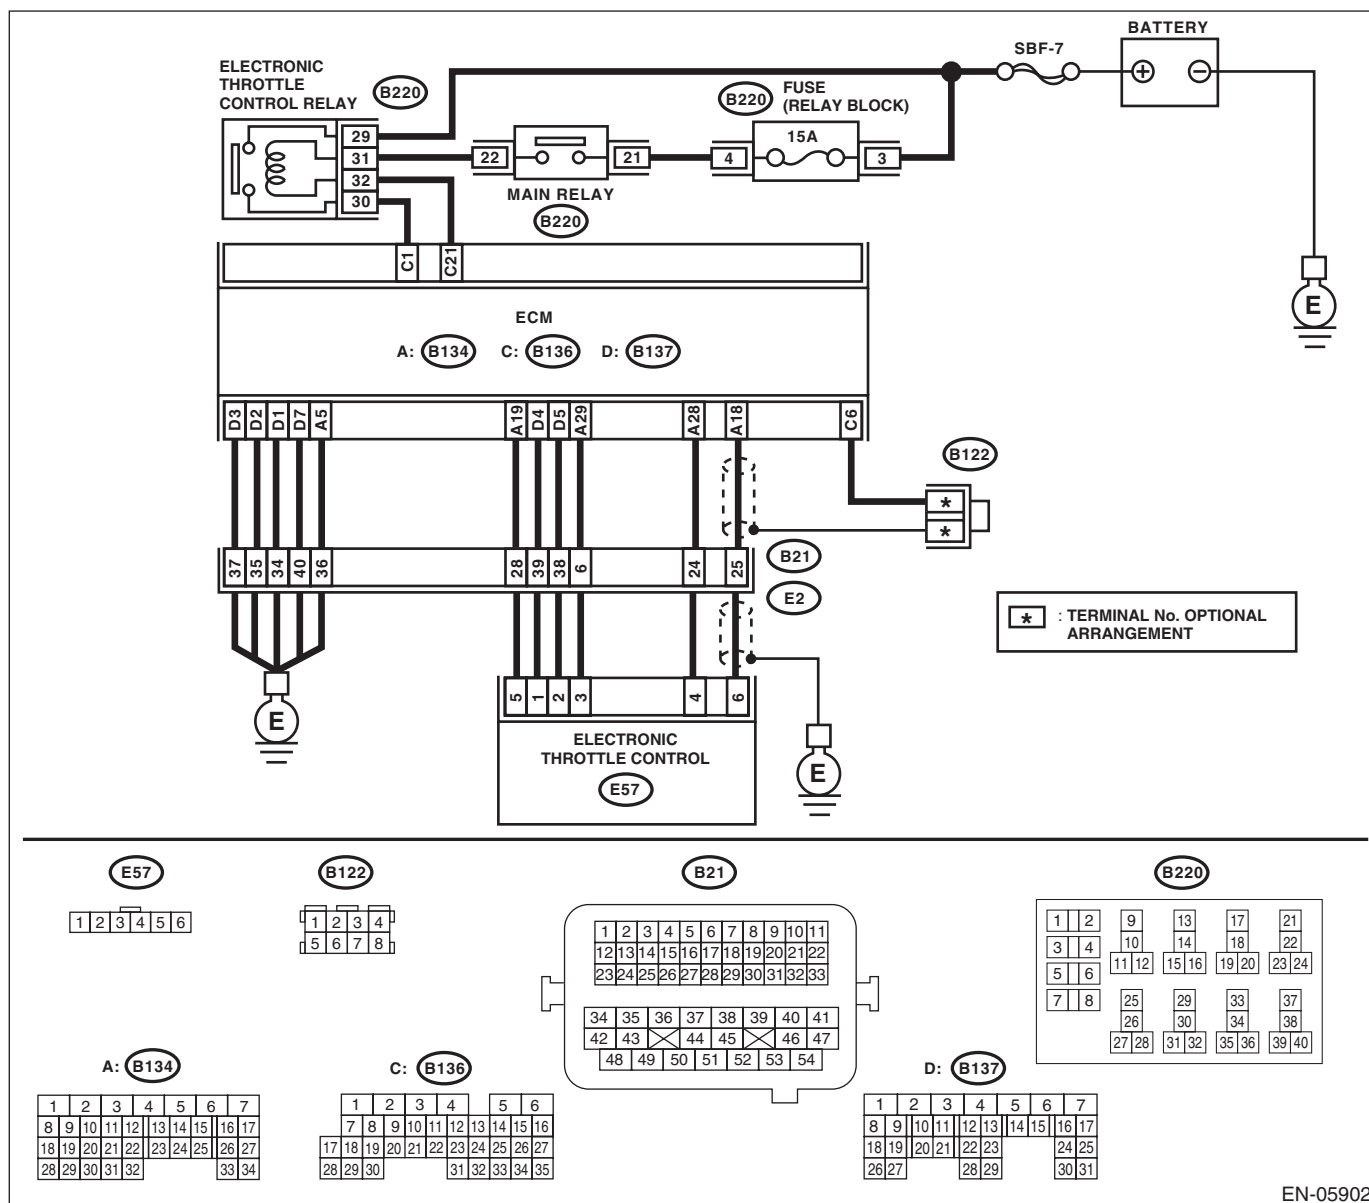 BATTERY
SBF-7
ELECTRONIC
THROTTLE
CONTROL RELAY
B220
B220
FUSE
(RELAY BLOCK)
15A
29
31
32
30
22
21
4
3
MAIN RELAY
B220
C1
C21
E
ECM
A: B134 C: B136 D: B137
D3 D2 D1 D7 A5 A19 D4 D5 A29 A28 A18 C6
B122
*
*
37 35 34 40 36 28 39 38 6 24 25
B21
E2
* : TERMINAL No. OPTIONAL
ARRANGEMENT
5 1 2 3 4 6
E
ELECTRONIC
THROTTLE CONTROL
E57
E
E57
1 2 3 4 5 6
B122
1 2 3 4
5 6 7 8
B21
1 2 3 4 5 6 7 8 9 10 11
12 13 14 15 16 17 18 19 20 21 22
23 24 25 26 27 28 29 30 31 32 33
34 35 36 37 38 39 40 41
42 43 44 45 46 47
48 49 50 51 52 53 54
B220
1 2 9 13 17 21
3 4 10 14 18 22
5 6 11 12 15 16 19 20 23 24
7 8 25 29 33 37
26 30 34 38
27 28 31 32 35 36 39 40
A: B134
1 2 3 4 5 6 7
8 9 10 11 12 13 14 15 16 17
18 19 20 21 22 23 24 25 26 27
28 29 30 31 32 33 34
C: B136
1 2 3 4 5 6
7 8 9 10 11 12 13 14 15 16
17 18 19 20 21 22 23 24 25 26 27
28 29 30 31 32 33 34 35
D: B137
1 2 3 4 5 6 7
8 9 10 11 12 13 14 15 16 17
18 19 20 21 22 23 24 25
26 27 28 29 30 31
EN-05902